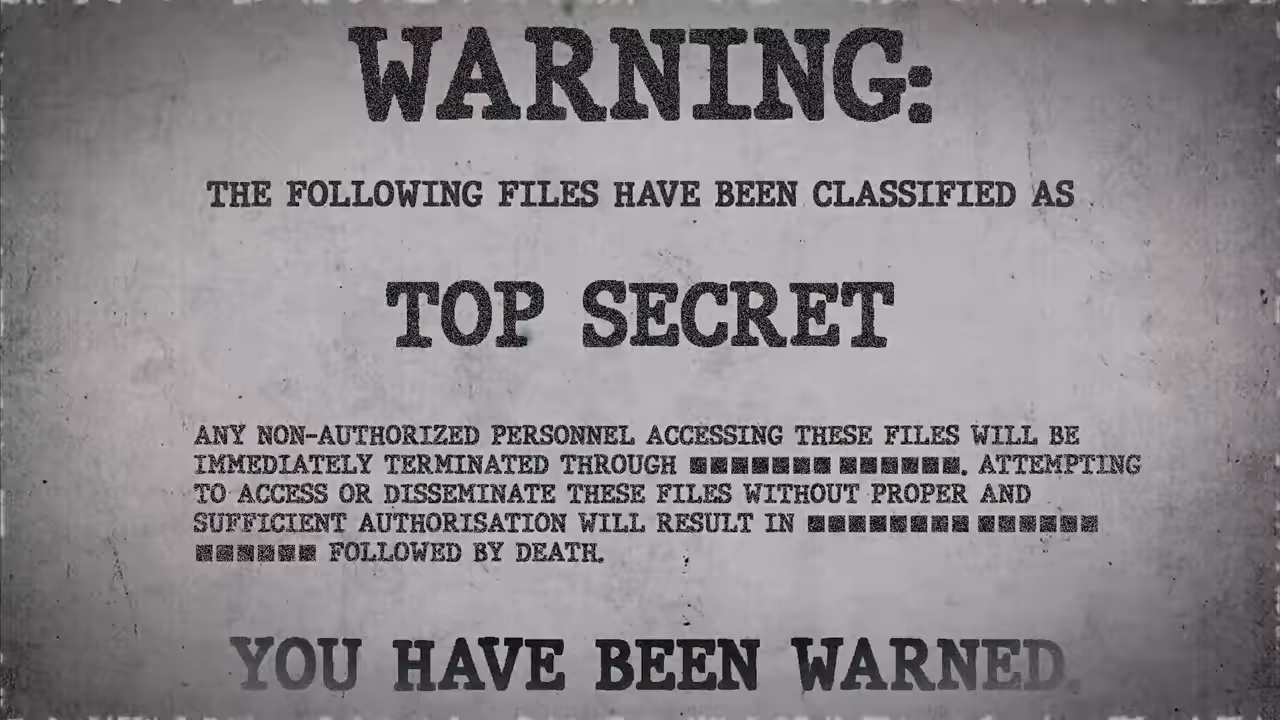 WARNING:
THE FOLLOWING FILES HAVE BEEN CLASSIFIED AS
TOP SECRET
ANY NON-AUTHORIZED PERSONNEL ACCESSING THESE FILES WILL BE
IMMEDIATELY TERMINATED THROUGH ■■■■■■■ ■■■■■■. ATTEMPTING
TO ACCESS OR DISSEMINATE THESE FILES WITHOUT PROPER AND
SUFFICIENT AUTHORISATION WILL RESULT IN ■■■■■■■■ ■■■■■■
■■■■■■ FOLLOWED BY DEATH.
YOU HAVE BEEN WARNED.